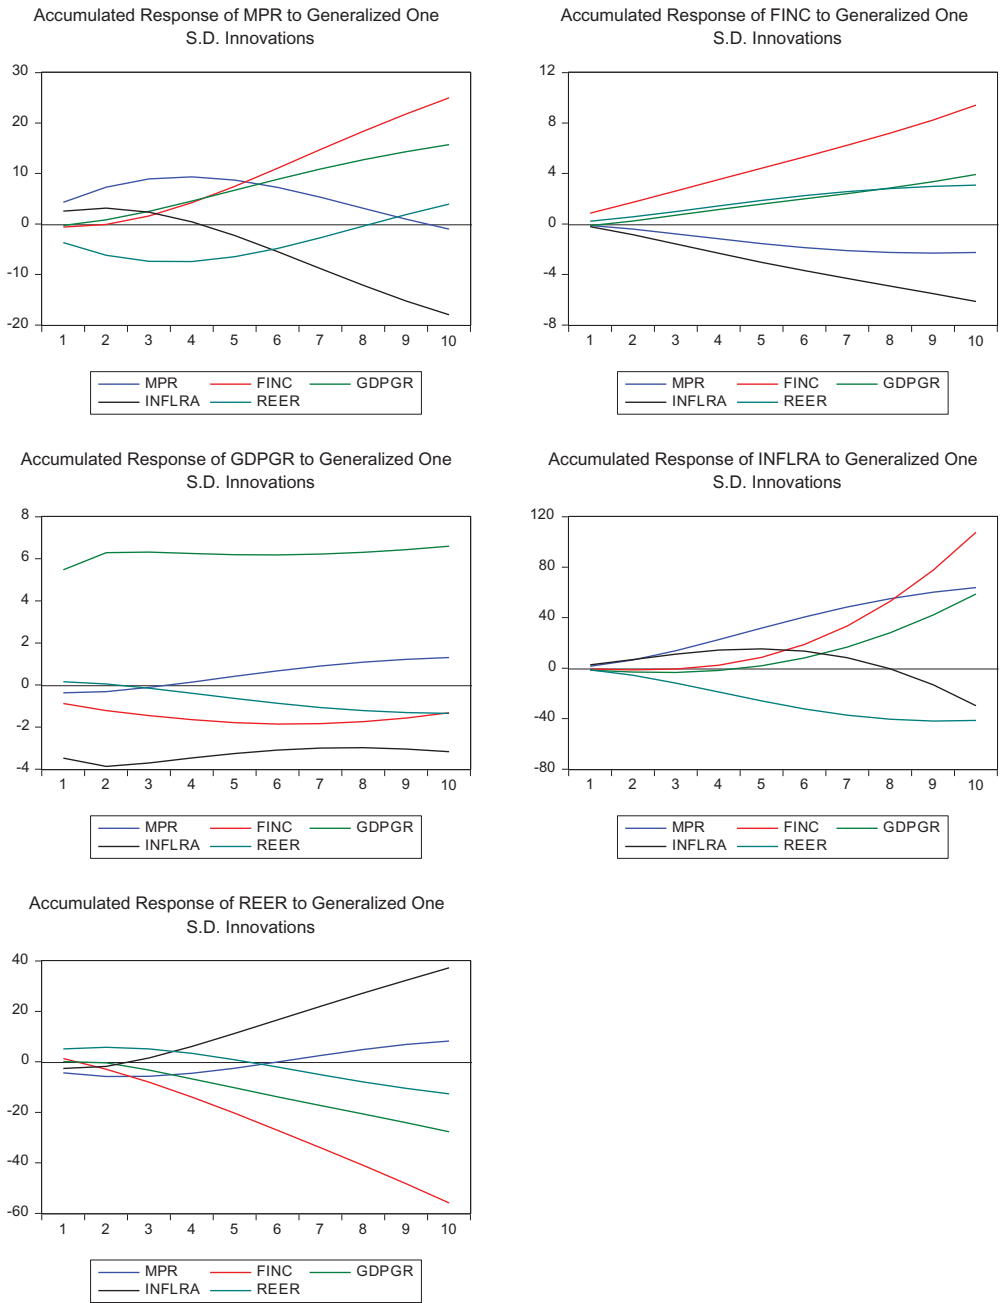 Accumulated Response of MPR to Generalized One
S.D. Innovations
30
20
10
0
-10
-20
1 2 3 4 5 6 7 8 9 10
MPR FINC GDPGR
INFLRA REER
Accumulated Response of FINC to Generalized One
S.D. Innovations
12
8
4
0
-4
-8
1 2 3 4 5 6 7 8 9 10
MPR FINC GDPGR
INFLRA REER
Accumulated Response of GDPGR to Generalized One
S.D. Innovations
8
6
4
2
0
-2
-4
1 2 3 4 5 6 7 8 9 10
MPR FINC GDPGR
INFLRA REER
Accumulated Response of INFLRA to Generalized One
S.D. Innovations
120
80
40
0
-40
-80
1 2 3 4 5 6 7 8 9 10
MPR FINC GDPGR
INFLRA REER
Accumulated Response of REER to Generalized One
S.D. Innovations
40
20
0
-20
-40
-60
1 2 3 4 5 6 7 8 9 10
MPR FINC GDPGR
INFLRA REER